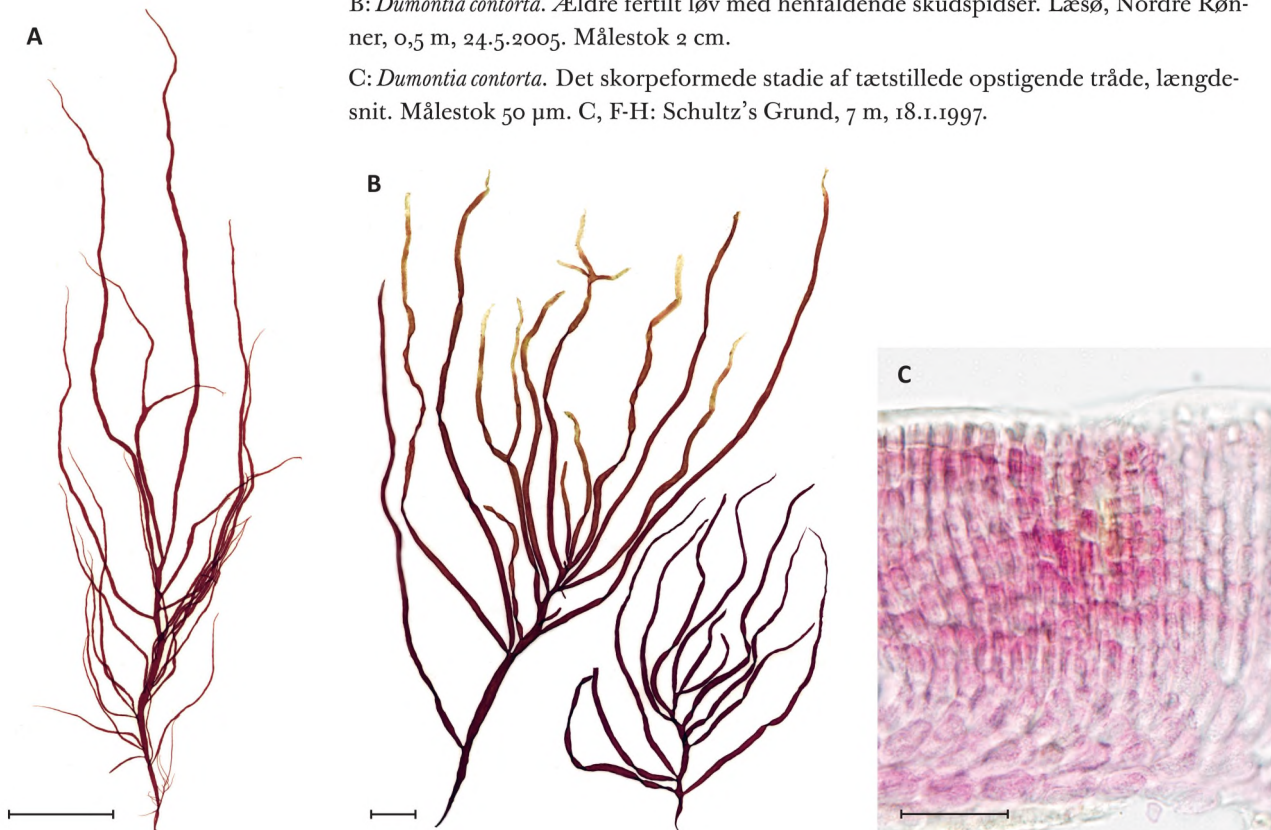 B: Dumontia contorta. Ældre fertilt løv med henfaldende skudspidser. Læsø, Nordre Røn-
ner, 0,5 m, 24.5.2005. Målestok 2 cm.
C: Dumontia contorta. Det skorpeformede stadie af tætstillede opstigende tråde, længde-
snit. Målestok 50 µm. C, F-H: Schultz’s Grund, 7 m, 18.1.1997.
A
B
C